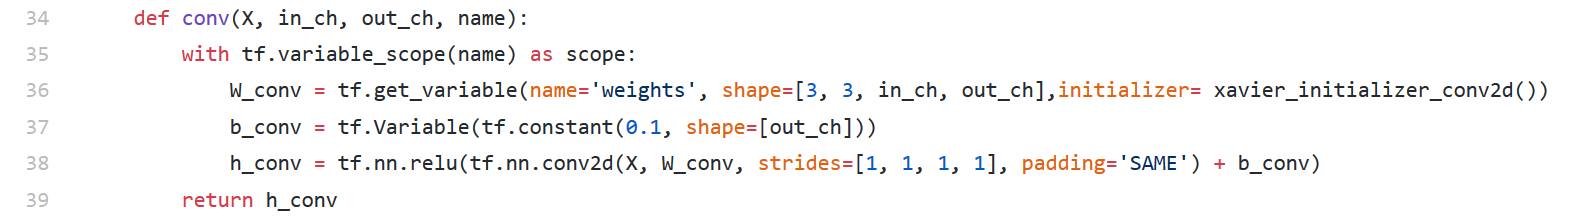 34 def conv(X, in_ch, out_ch, name):
35 with tf.variable_scope(name) as scope:
36 W_conv = tf.get_variable(name='weights', shape=[3, 3, in_ch, out_ch],initializer= xavier_initializer_conv2d())
37 b_conv = tf.Variable(tf.constant(0.1, shape=[out_ch]))
38 h_conv = tf.nn.relu(tf.nn.conv2d(X, W_conv, strides=[1, 1, 1, 1], padding='SAME') + b_conv)
39 return h_conv